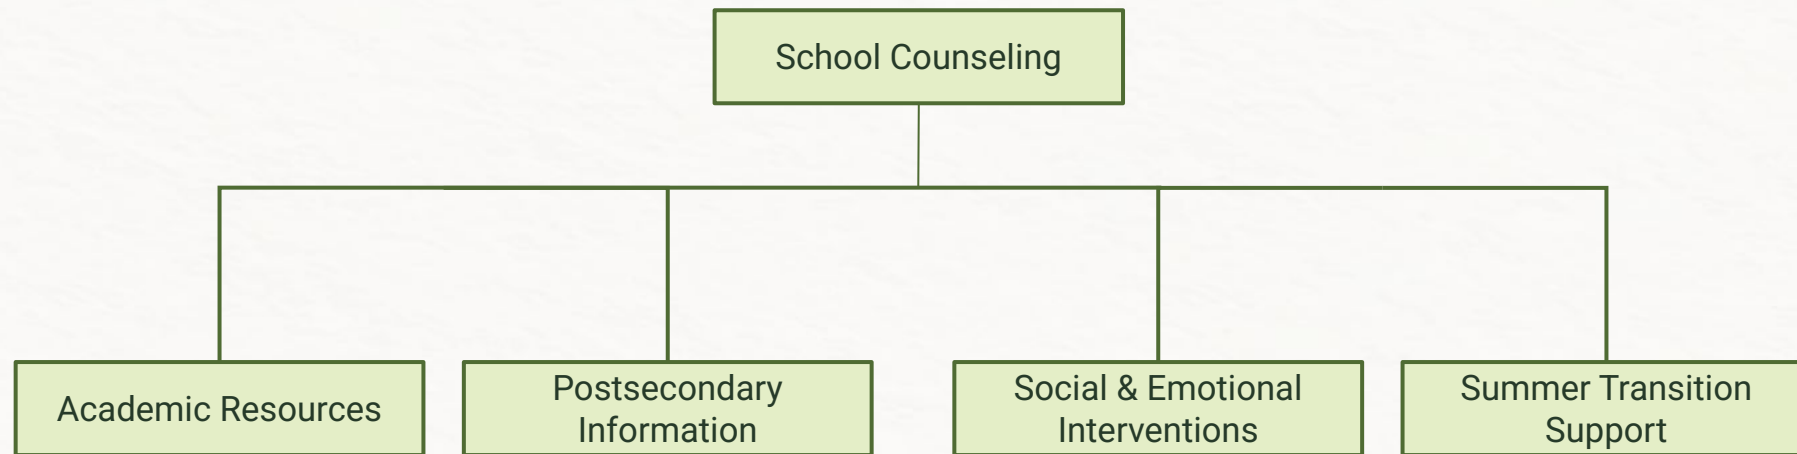 School Counseling
Academic Resources
Postsecondary
Information
Social & Emotional
Interventions
Summer Transition
Support